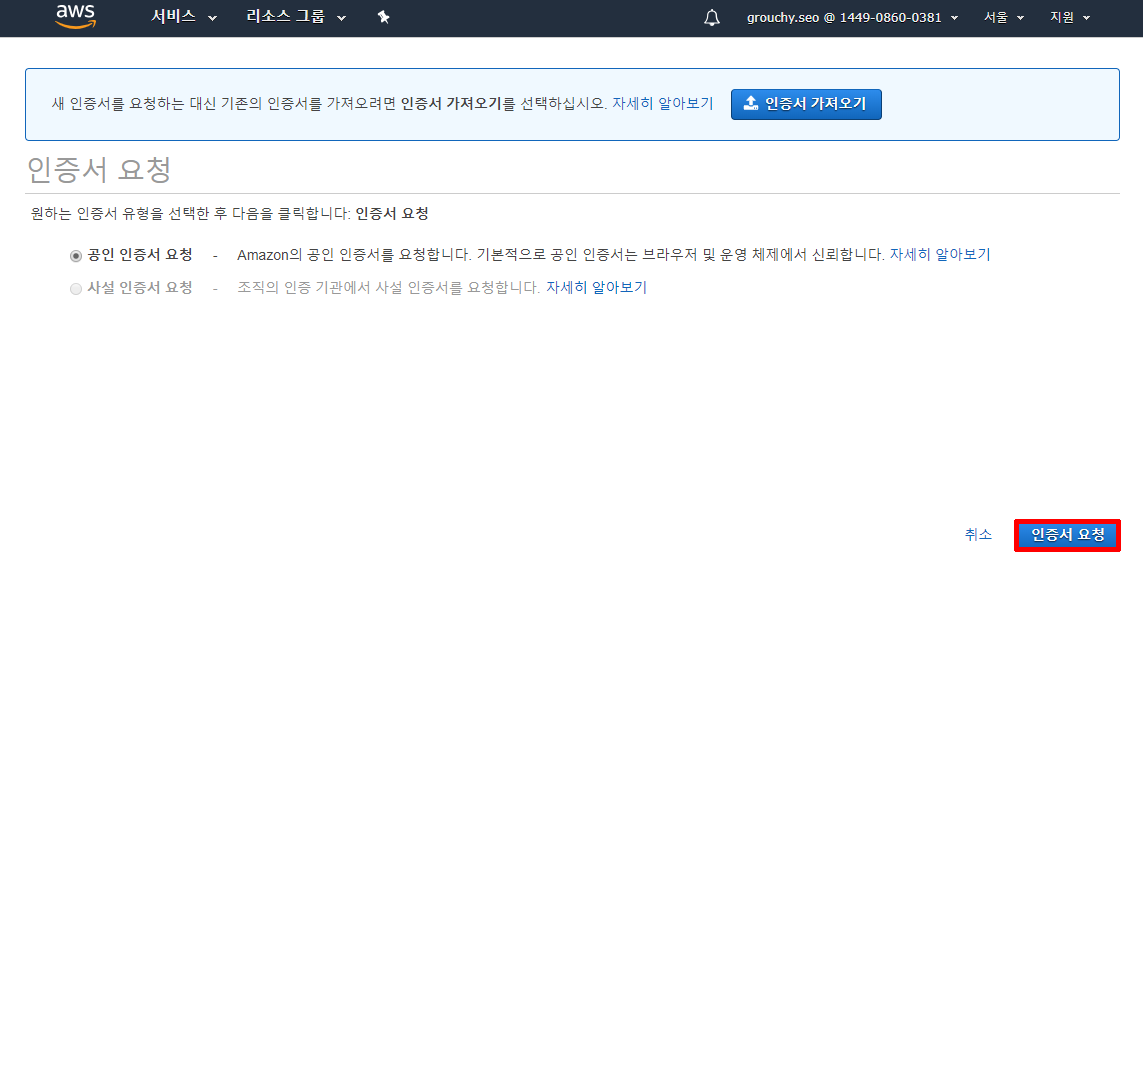 aws 서비스 리소스 그룹 grouchy.seo @ 1449-0860-0381 서울 지원
새 인증서를 요청하는 대신 기존의 인증서를 가져오려면 인증서 가져오기를 선택하십시오. 자세히 알아보기 인증서 가져오기
인증서 요청
원하는 인증서 유형을 선택한 후 다음을 클릭합니다: 인증서 요청
공인 인증서 요청 - Amazon의 공인 인증서를 요청합니다. 기본적으로 공인 인증서는 브라우저 및 운영 체제에서 신뢰합니다. 자세히 알아보기
사설 인증서 요청 - 조직의 인증 기관에서 사설 인증서를 요청합니다. 자세히 알아보기
취소 인증서 요청